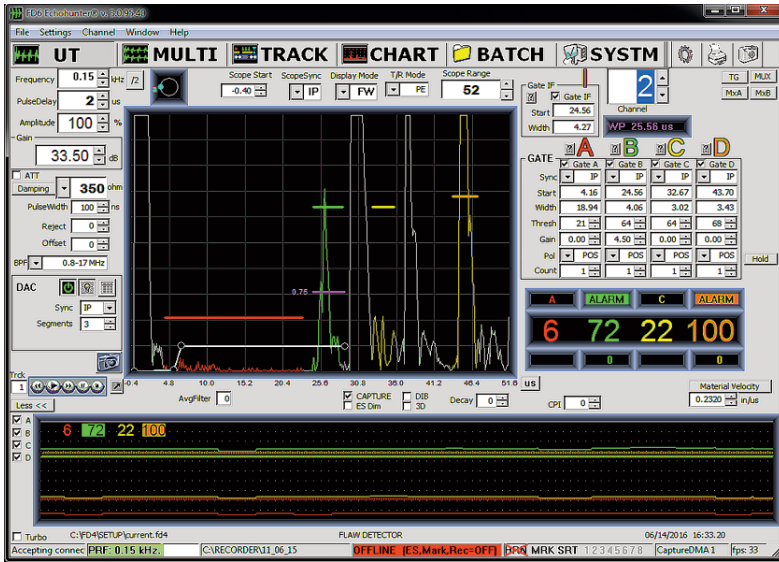 FD6 Echohunter® v. 3.0.9.6.40
File Settings Channel Window Help
UT MULTI TRACK CHART BATCH SYSTM
Frequency 0.15 kHz /2
PulseDelay 2 us
Amplitude 100 %
Gain
33.50 dB
ATT
Damping 350 ohm
PulseWidth 100 ns
Reject 0
Offset 0
BPF 0.8-17 MHz
DAC
Sync IP
Segments 3
Trck
1
Less <<
Scope Start ScopeSync Display Mode T/R Mode Scope Range
-0.40 IP FW PE 52
Gate IF
Gate IF
Start 24.56
Width 4.27
2
Channel
WP 25.56 us
TG MUX
MxA MxB
A B C D
GATE Gate A Gate B Gate C Gate D
Sync IP IP IP IP
Start 4.16 24.56 32.67 43.70
Width 18.94 4.06 3.02 3.43
Thresh 21 64 64 68
Gain 0.00 4.50 0.00 0.00
Pol POS POS POS POS
Count 1 1 1 1
Hold
A ALARM C ALARM
6 72 22 100
0 0
0.76
-0.4 4.8 10.0 15.2 20.4 25.6 30.8 36.0 41.2 46.4 51.6 us
AvgFilter 0
CAPTURE DIB
ES Dim 3D
Decay 0
CPI 0
Material Velocity
0.2320 in/us
A
B
C
D
6 72 22 100
Turbo C:\FD4\SETUP\current.fd4 FLAW DETECTOR 06/14/2016 16:33.20
Accepting connec PRF: 0.15 kHz. C:\RECORDER\11_06_15 OFFLINE (ES,Mark,Rec=OFF) MRK SRT 1 2 3 4 5 6 7 8 CaptureDMA1 fps: 33